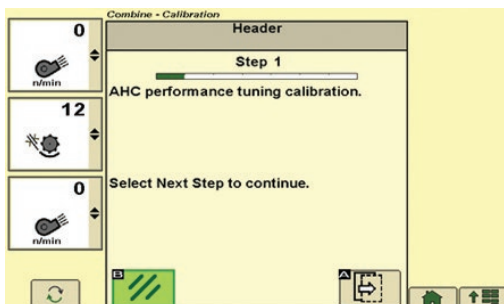 Combine - Calibration
Header
0
n/min
Step 1
AHC performance tuning calibration.
12
Select Next Step to continue.
0
n/min
B
A